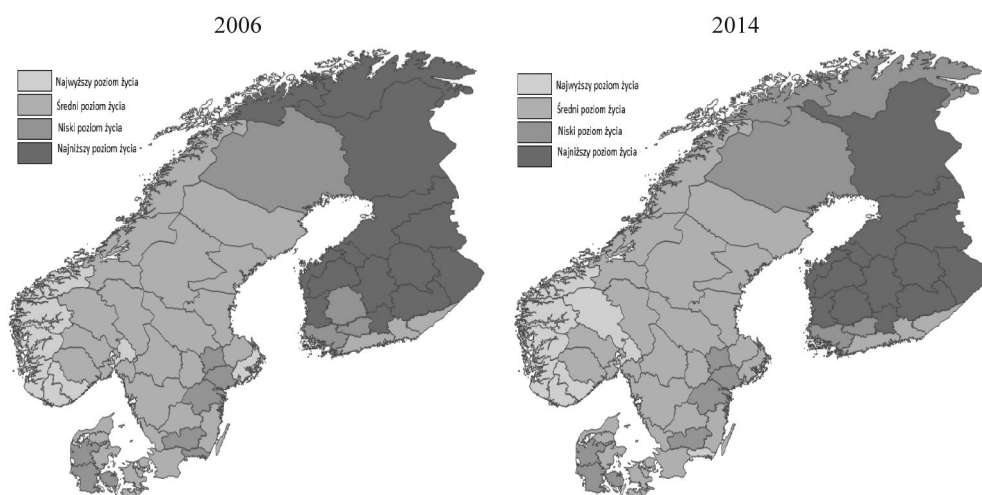 2006
Najwyższy poziom życia
Średni poziom życia
Niski poziom życia
Najniższy poziom życia
2014
Najwyższy poziom życia
Średni poziom życia
Niski poziom życia
Najniższy poziom życia